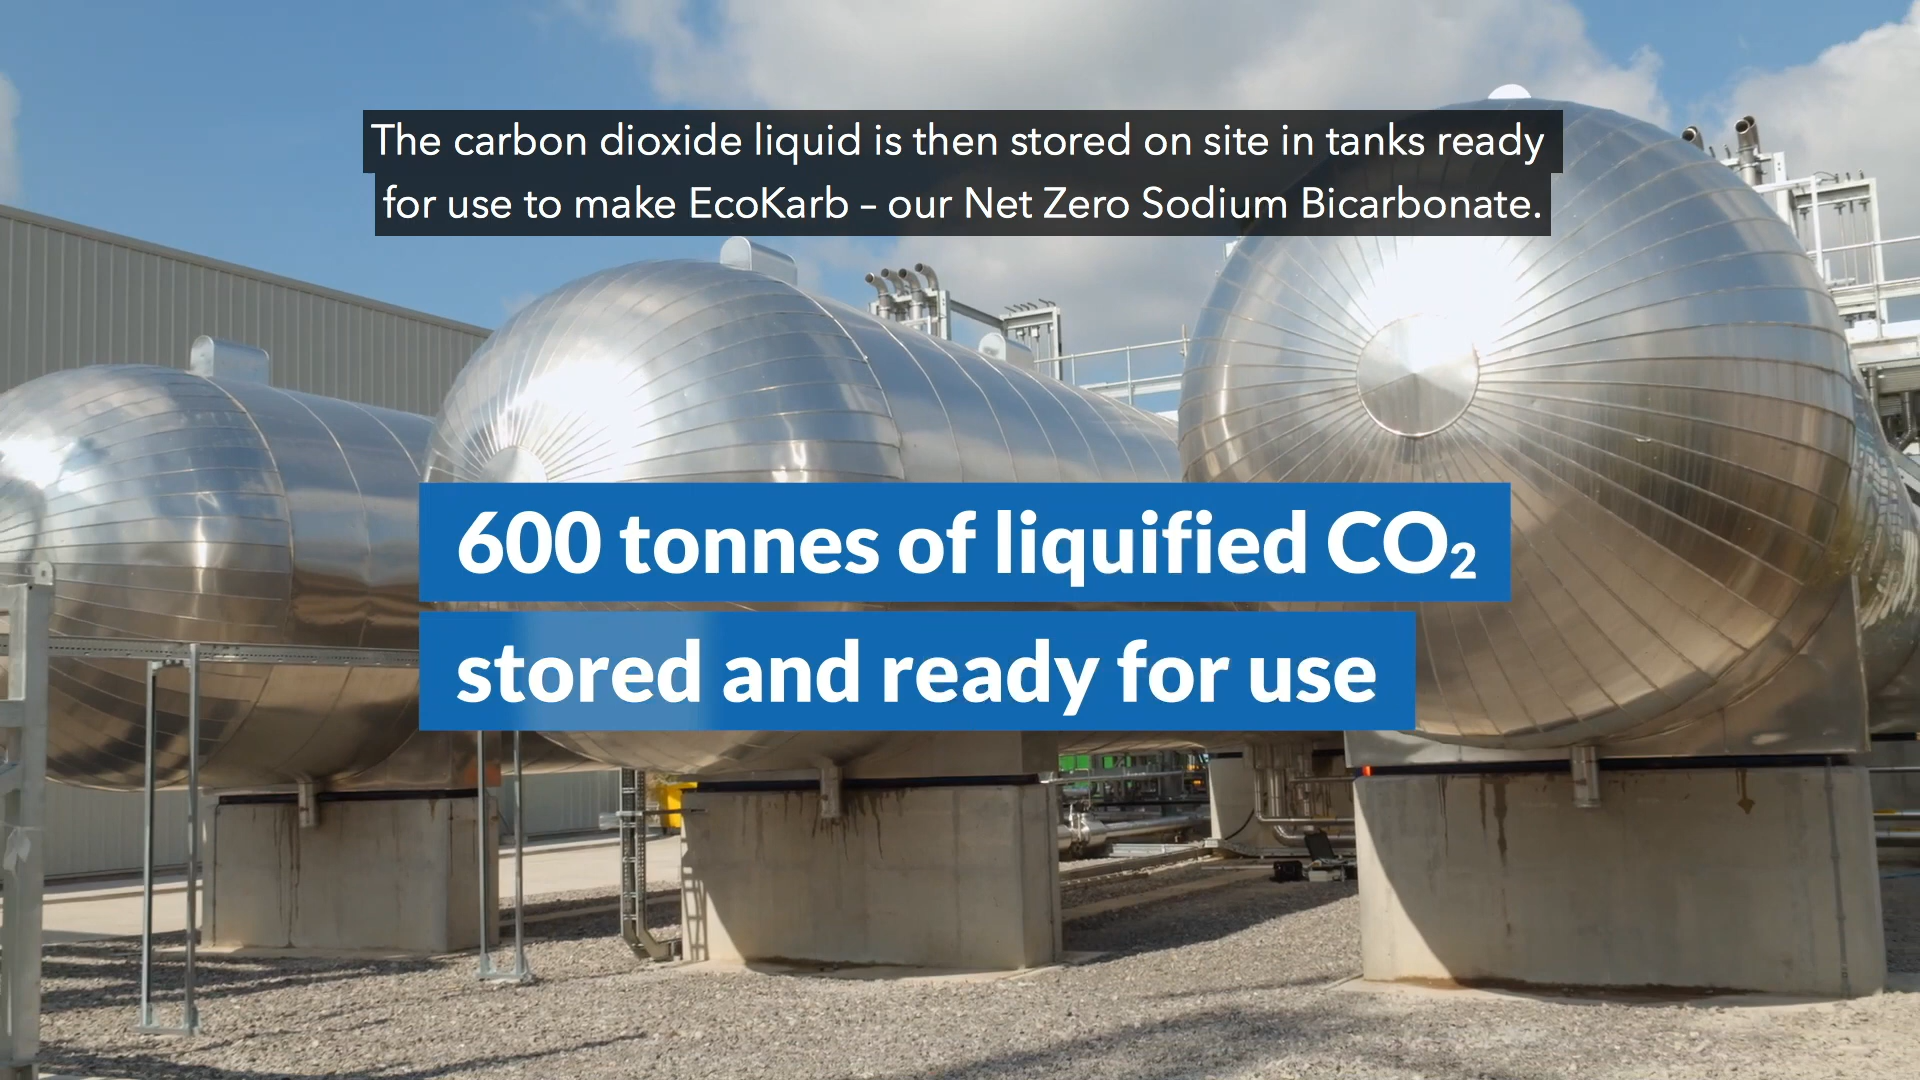 The carbon dioxide liquid is then stored on site in tanks ready
for use to make EcoKarb – our Net Zero Sodium Bicarbonate.
600 tonnes of liquified CO₂
stored and ready for use